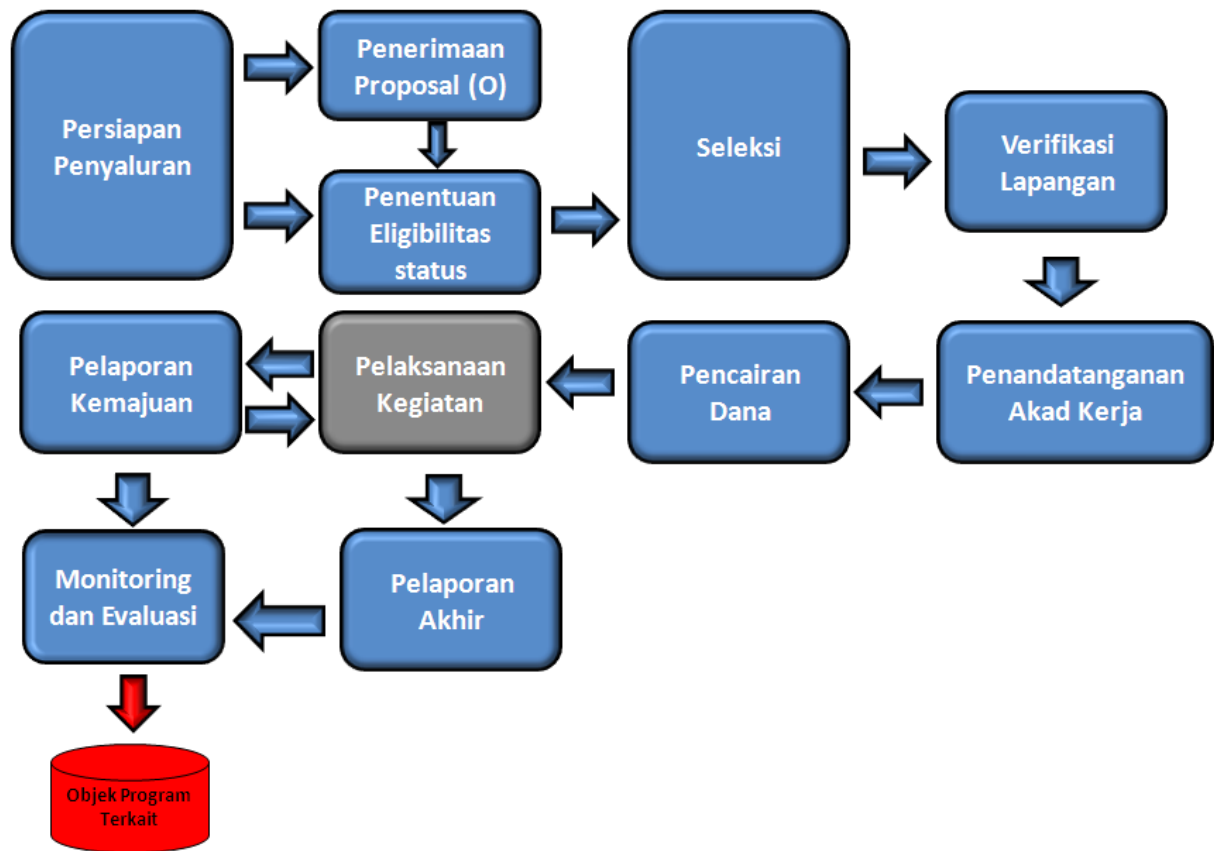 Persiapan
Penyaluran
Penerimaan
Proposal (O)
Penentuan
Eligibilitas
status
Seleksi
Verifikasi
Lapangan
Pelaporan
Kemajuan
Pelaksanaan
Kegiatan
Pencairan
Dana
Penandatanganan
Akad Kerja
Monitoring
dan Evaluasi
Pelaporan
Akhir
Objek Program
Terkait